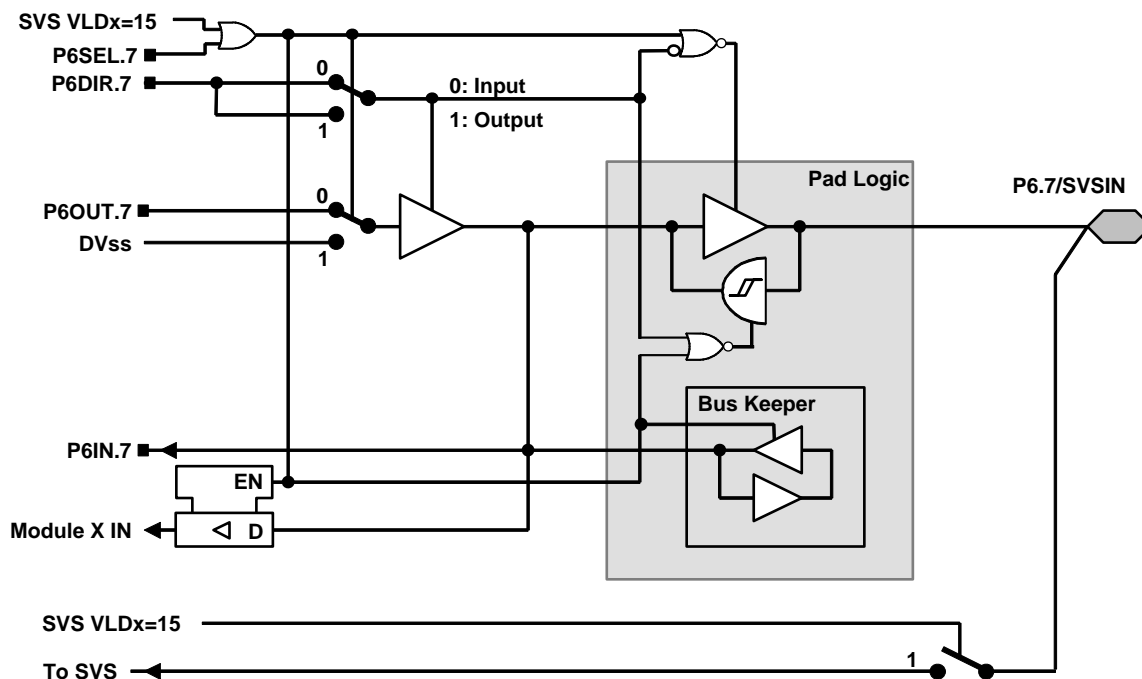 SVS VLDx=15
P6SEL.7
P6DIR.7
0
0: Input
1
1: Output
Pad Logic
P6.7/SVSIN
0
P6OUT.7
DVss
1
Bus Keeper
P6IN.7
EN
Module X IN
D
SVS VLDx=15
1
To SVS